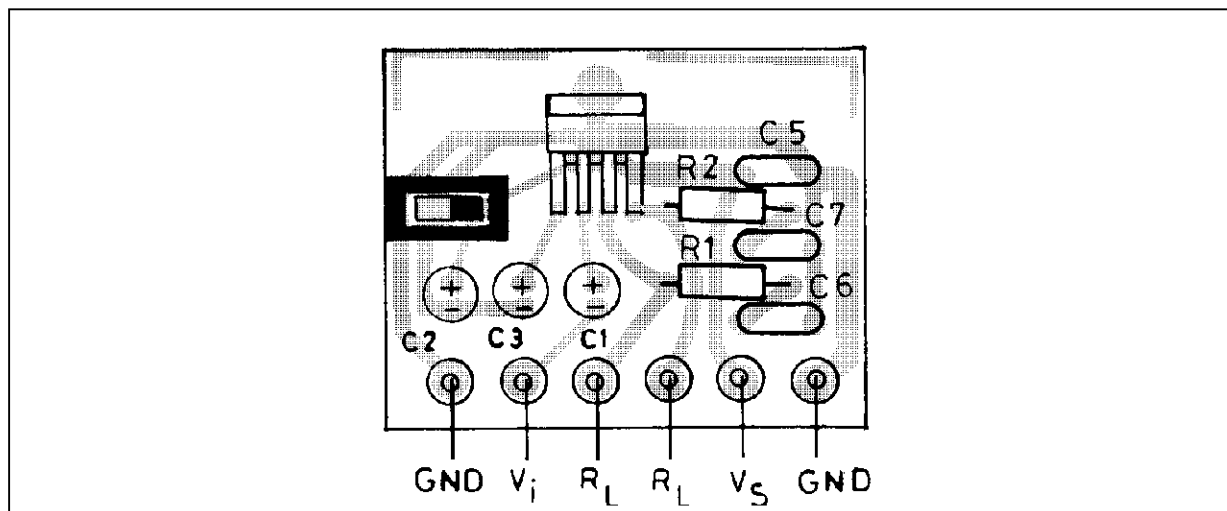 C5
R2
C7
R1
C6
+ + +
- - -
C2 C3 C1
GND Vi RL RL VS GND